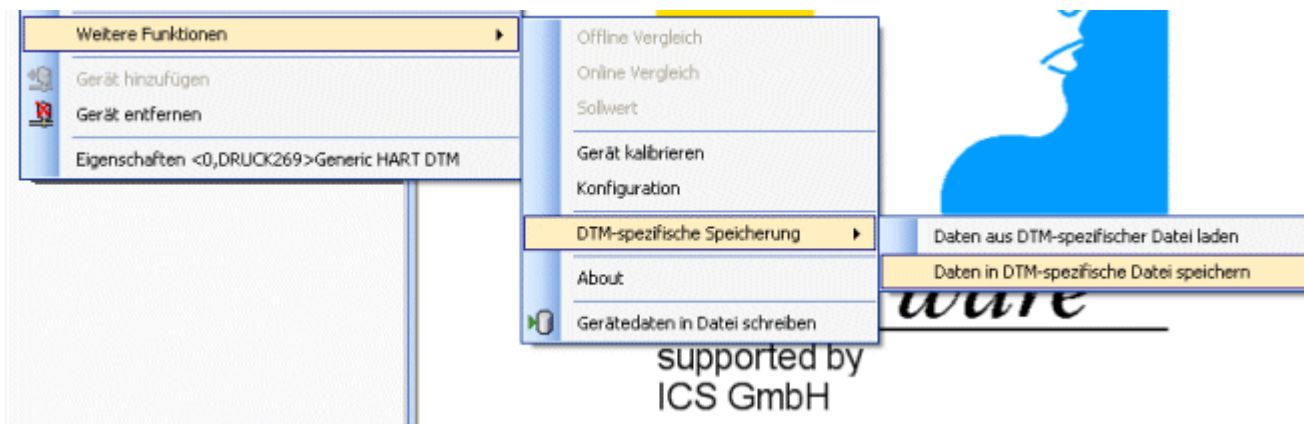 Weitere Funktionen
Gerät hinzufügen
Gerät entfernen
Eigenschaften <0,DRUCK269>Generic HART DTM
Offline Vergleich
Online Vergleich
Sollwert
Gerät kalibrieren
Konfiguration
DTM-spezifische Speicherung
About
Gerätedaten in Datei schreiben
Daten aus DTM-spezifischer Datei laden
Daten in DTM-spezifische Datei speichern
supported by
ICS GmbH